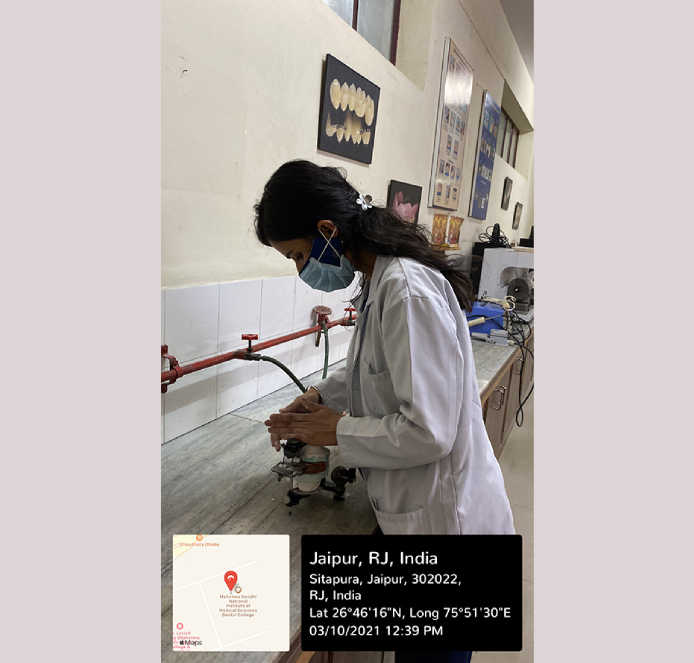 Choudhary Dhaba
Mahatma Gandhi
National
Institute of
Medical Sciences
Dental College
Maps
Jaipur, RJ, India
Sitapura, Jaipur, 302022,
RJ, India
Lat 26°46'16"N, Long 75°51'30"E
03/10/2021 12:39 PM